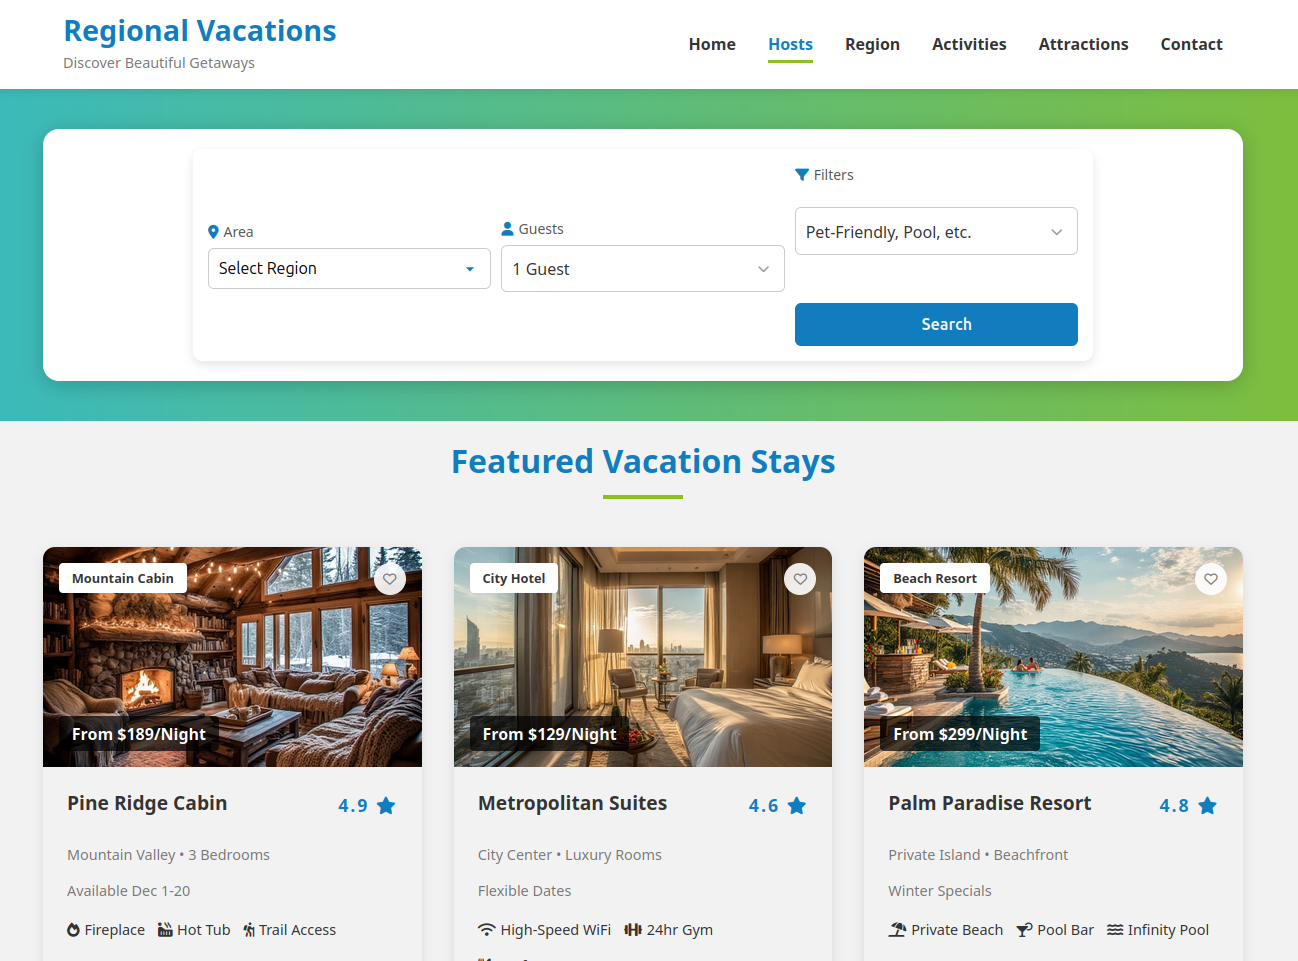 Regional Vacations
Discover Beautiful Getaways
Home Hosts Region Activities Attractions Contact
Filters
Area
Guests
Pet-Friendly, Pool, etc.
Select Region
1 Guest
Search
Featured Vacation Stays
Mountain Cabin
From $189/Night
Pine Ridge Cabin 4.9
Mountain Valley • 3 Bedrooms
Available Dec 1-20
Fireplace Hot Tub Trail Access
City Hotel
From $129/Night
Metropolitan Suites 4.6
City Center • Luxury Rooms
Flexible Dates
High-Speed WiFi 24hr Gym
Beach Resort
From $299/Night
Palm Paradise Resort 4.8
Private Island • Beachfront
Winter Specials
Private Beach Pool Bar Infinity Pool